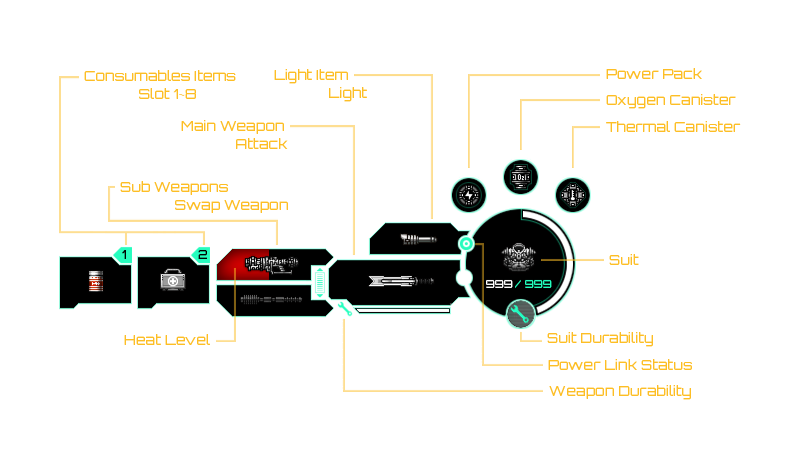 Consumables Items
Slot 1~8
Light Item
Light
Main Weapon
Attack
Sub Weapons
Swap Weapon
Power Pack
Oxygen Canister
Thermal Canister
O2
1
2
Suit
999 / 999
Heat Level
Suit Durability
Power Link Status
Weapon Durability